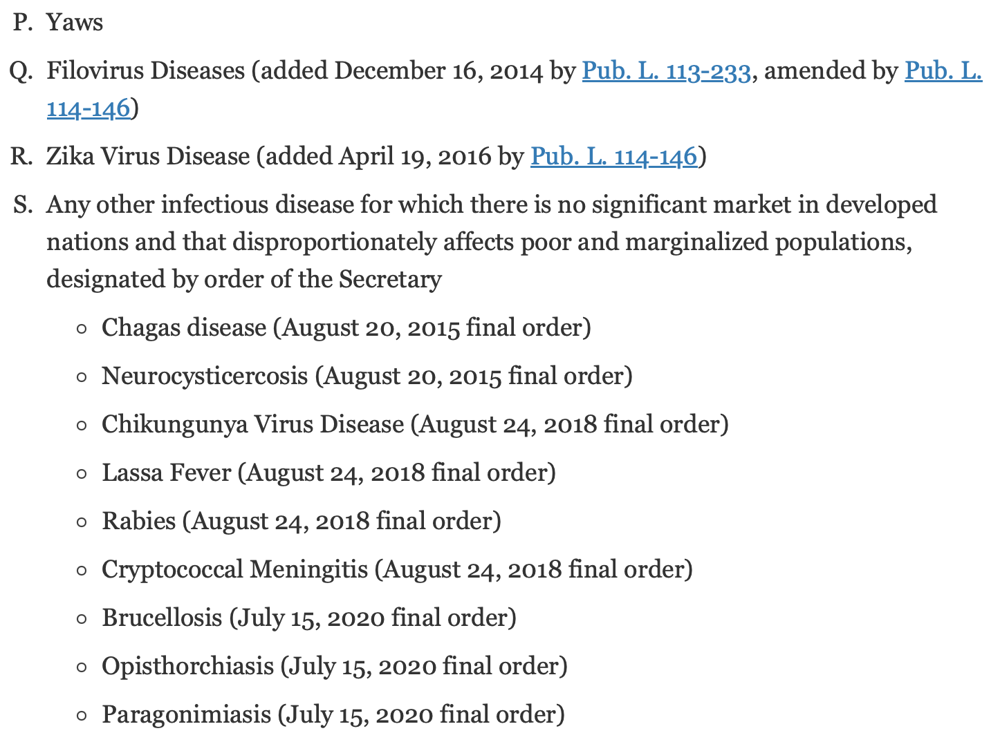 P. Yaws
Q. Filovirus Diseases (added December 16, 2014 by Pub. L. 113-233, amended by Pub. L.
114-146)
R. Zika Virus Disease (added April 19, 2016 by Pub. L. 114-146)
S. Any other infectious disease for which there is no significant market in developed
nations and that disproportionately affects poor and marginalized populations,
designated by order of the Secretary
Chagas disease (August 20, 2015 final order)
Neurocysticercosis (August 20, 2015 final order)
Chikungunya Virus Disease (August 24, 2018 final order)
Lassa Fever (August 24, 2018 final order)
Rabies (August 24, 2018 final order)
Cryptococcal Meningitis (August 24, 2018 final order)
Brucellosis (July 15, 2020 final order)
Opisthorchiasis (July 15, 2020 final order)
Paragonimiasis (July 15, 2020 final order)